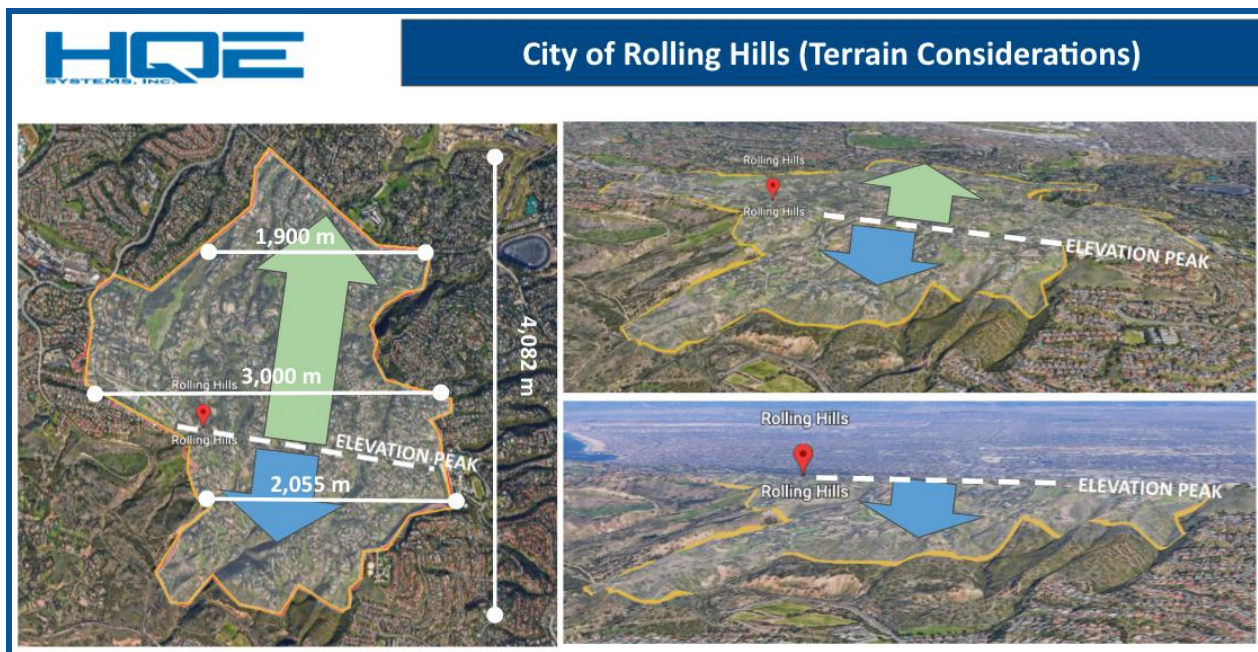 HQE
SYSTEMS, INC.
City of Rolling Hills (Terrain Considerations)
1,900 m
4,082 m
3,000 m
Rolling Hills
Rolling Hills
ELEVATION PEAK
2,055 m
Rolling Hills
Rolling Hills
ELEVATION PEAK
Rolling Hills
Rolling Hills
ELEVATION PEAK